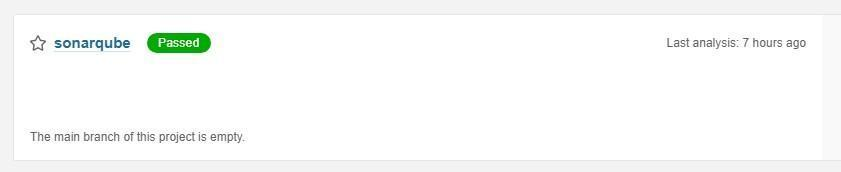 sonarqube Passed Last analysis: 7 hours ago
The main branch of this project is empty.